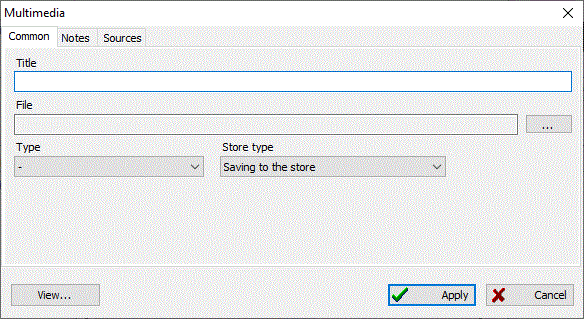 Multimedia
Common Notes Sources
Title
File
...
Type Store type
- Saving to the store
View... Apply Cancel